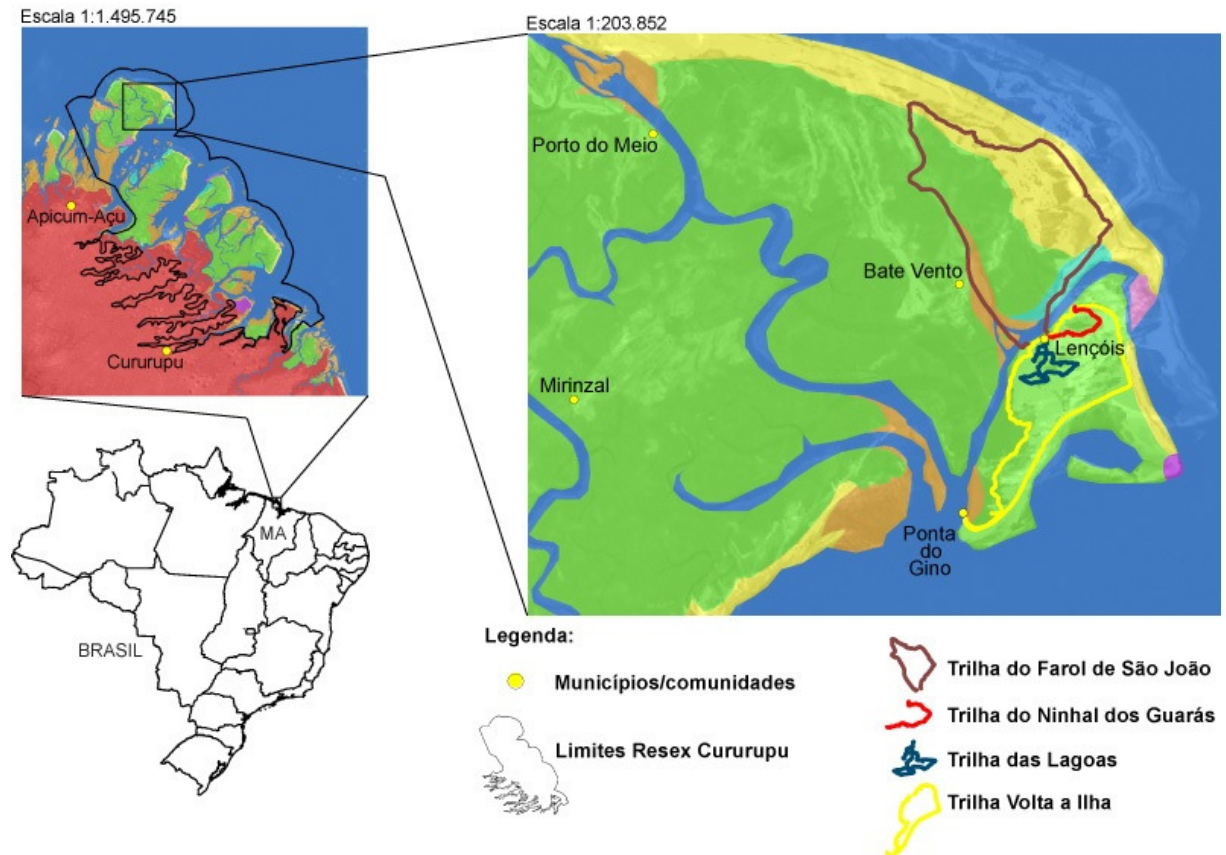 Escala 1:1.495.745
Apicum-Açu
Cururupu
MA
BRASIL
Escala 1:203.852
Porto do Meio
Bate Vento
Lençóis
Mirinzal
Ponta
do
Gino
Legenda:
Municípios/comunidades
Limites Resex Cururupu
Trilha do Farol de São João
Trilha do Ninhal dos Guarás
Trilha das Lagoas
Trilha Volta a Ilha